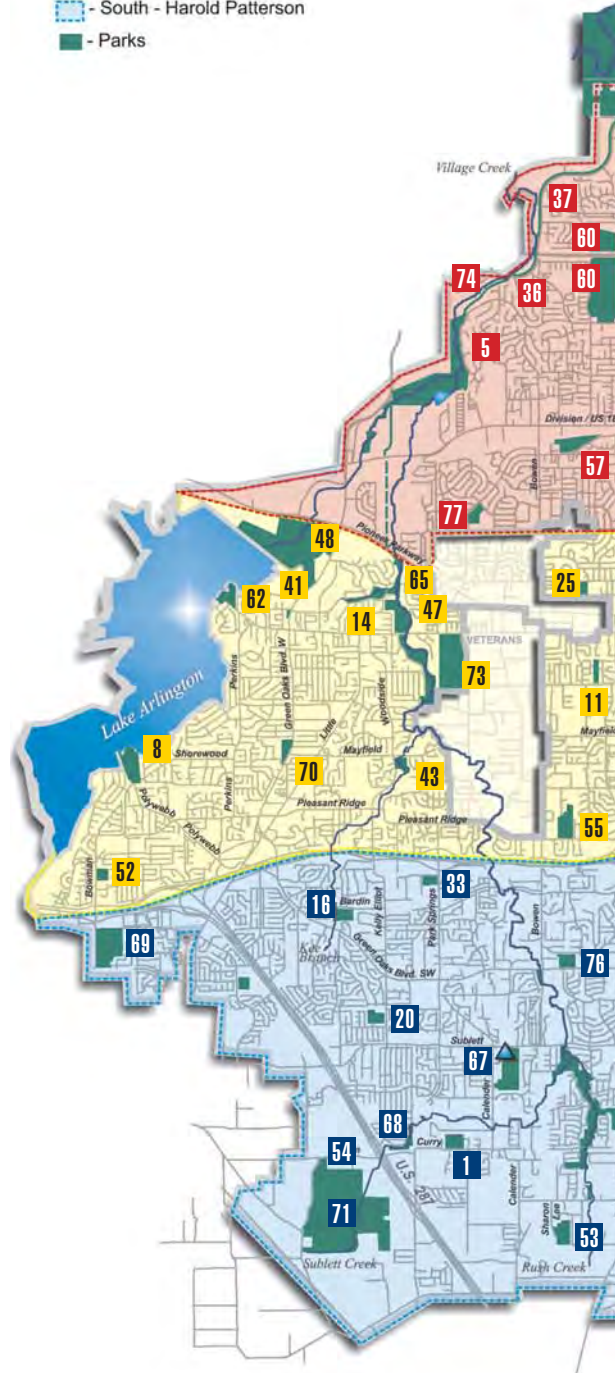 - South - Harold Patterson
- Parks
Village Creek
37
60
74
36
60
5
Division / US 18
57
Bowen
77
48
Pioneer Parkway
41
65
25
62
14
47
VETERANS
73
Perkins
Green Oaks Blvd. W
Woodside
11
Lake Arlington
Little
Mayfield
8
Shorewood
Mayfield
70
43
Perkins
Pleasant Ridge
Polywebb
Pleasant Ridge
55
Polywebb
52
Bowman
33
16
Bardin
Kelly Elliot
Park Springs
Bowen
69
Kee
Branch
Green Oaks Blvd. SW
76
20
Sublett
67
Calender
68
Curry
54
1
U.S. 287
Calender
71
Sharon
Lee
53
Sublett Creek
Rush Creek